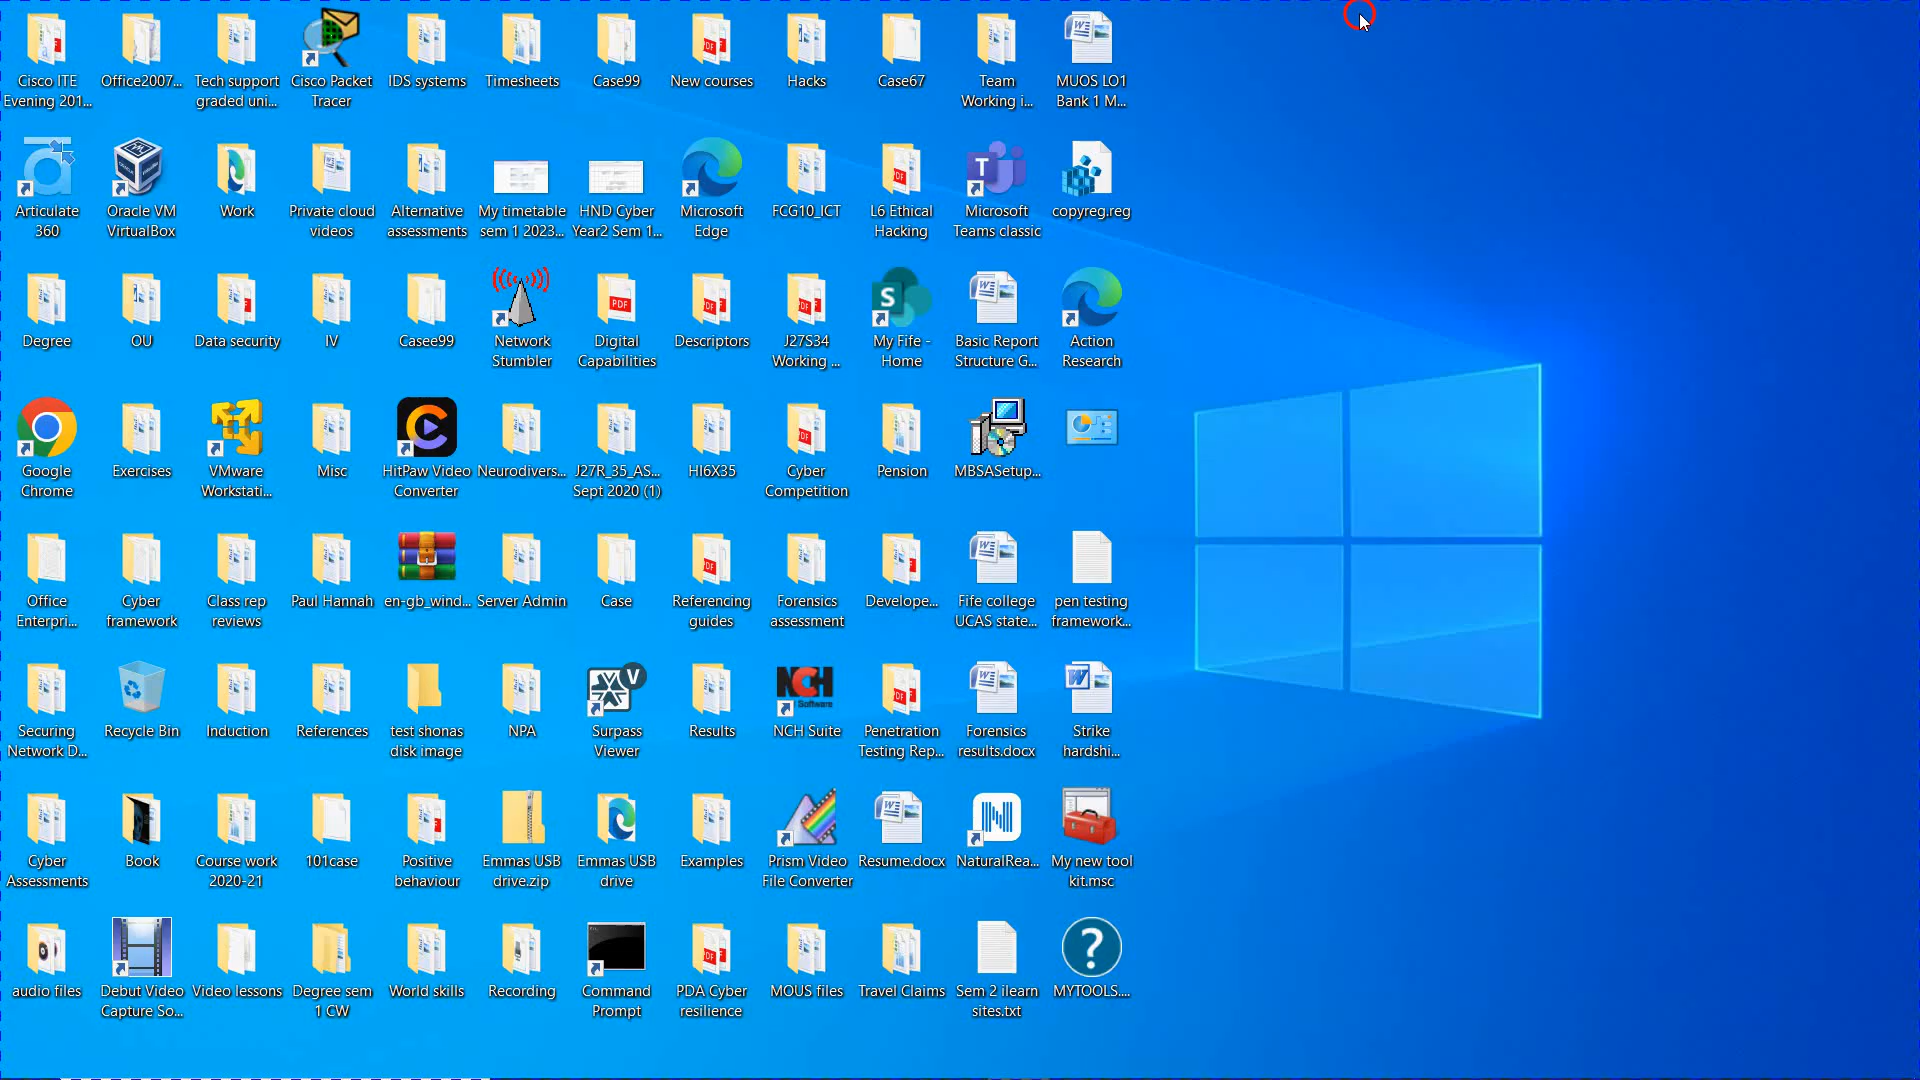 Cisco ITE
Evening 201...
Office2007...
Tech support
graded uni...
Cisco Packet
Tracer
IDS systems
Timesheets
Case99
New courses
Hacks
Case67
Team
Working i...
MUOS LO1
Bank 1 M...
Articulate
360
Oracle VM
VirtualBox
Work
Private cloud
videos
Alternative
assessments
My timetable
sem 1 2023...
HND Cyber
Year2 Sem 1...
Microsoft
Edge
FCG10_ICT
L6 Ethical
Hacking
Microsoft
Teams classic
copyreg.reg
Degree
OU
Data security
IV
Casee99
Network
Stumbler
Digital
Capabilities
Descriptors
J27S34
Working ...
My Fife -
Home
Basic Report
Structure G...
Action
Research
Google
Chrome
Exercises
VMware
Workstati...
Misc
HitPaw Video
Converter
Neurodivers...
J27R_35_AS...
Sept 2020 (1)
HI6X35
Cyber
Competition
Pension
MBSASetup...
Office
Enterpri...
Cyber
framework
Class rep
reviews
Paul Hannah
en-gb_wind...
Server Admin
Case
Referencing
guides
Forensics
assessment
Develope...
Fife college
UCAS state...
pen testing
framework...
Securing
Network D...
Recycle Bin
Induction
References
test shonas
disk image
NPA
Surpass
Viewer
Results
NCH Suite
Penetration
Testing Rep...
Forensics
results.docx
Strike
hardshi...
Cyber
Assessments
Book
Course work
2020-21
101case
Positive
behaviour
Emmas USB
drive.zip
Emmas USB
drive
Examples
Prism Video
File Converter
Resume.docx
NaturalRea...
My new tool
kit.msc
audio files
Debut Video
Capture So...
Video lessons
Degree sem
1 CW
World skills
Recording
Command
Prompt
PDA Cyber
resilience
MOUS files
Travel Claims
Sem 2 ilearn
sites.txt
MYTOOLS....